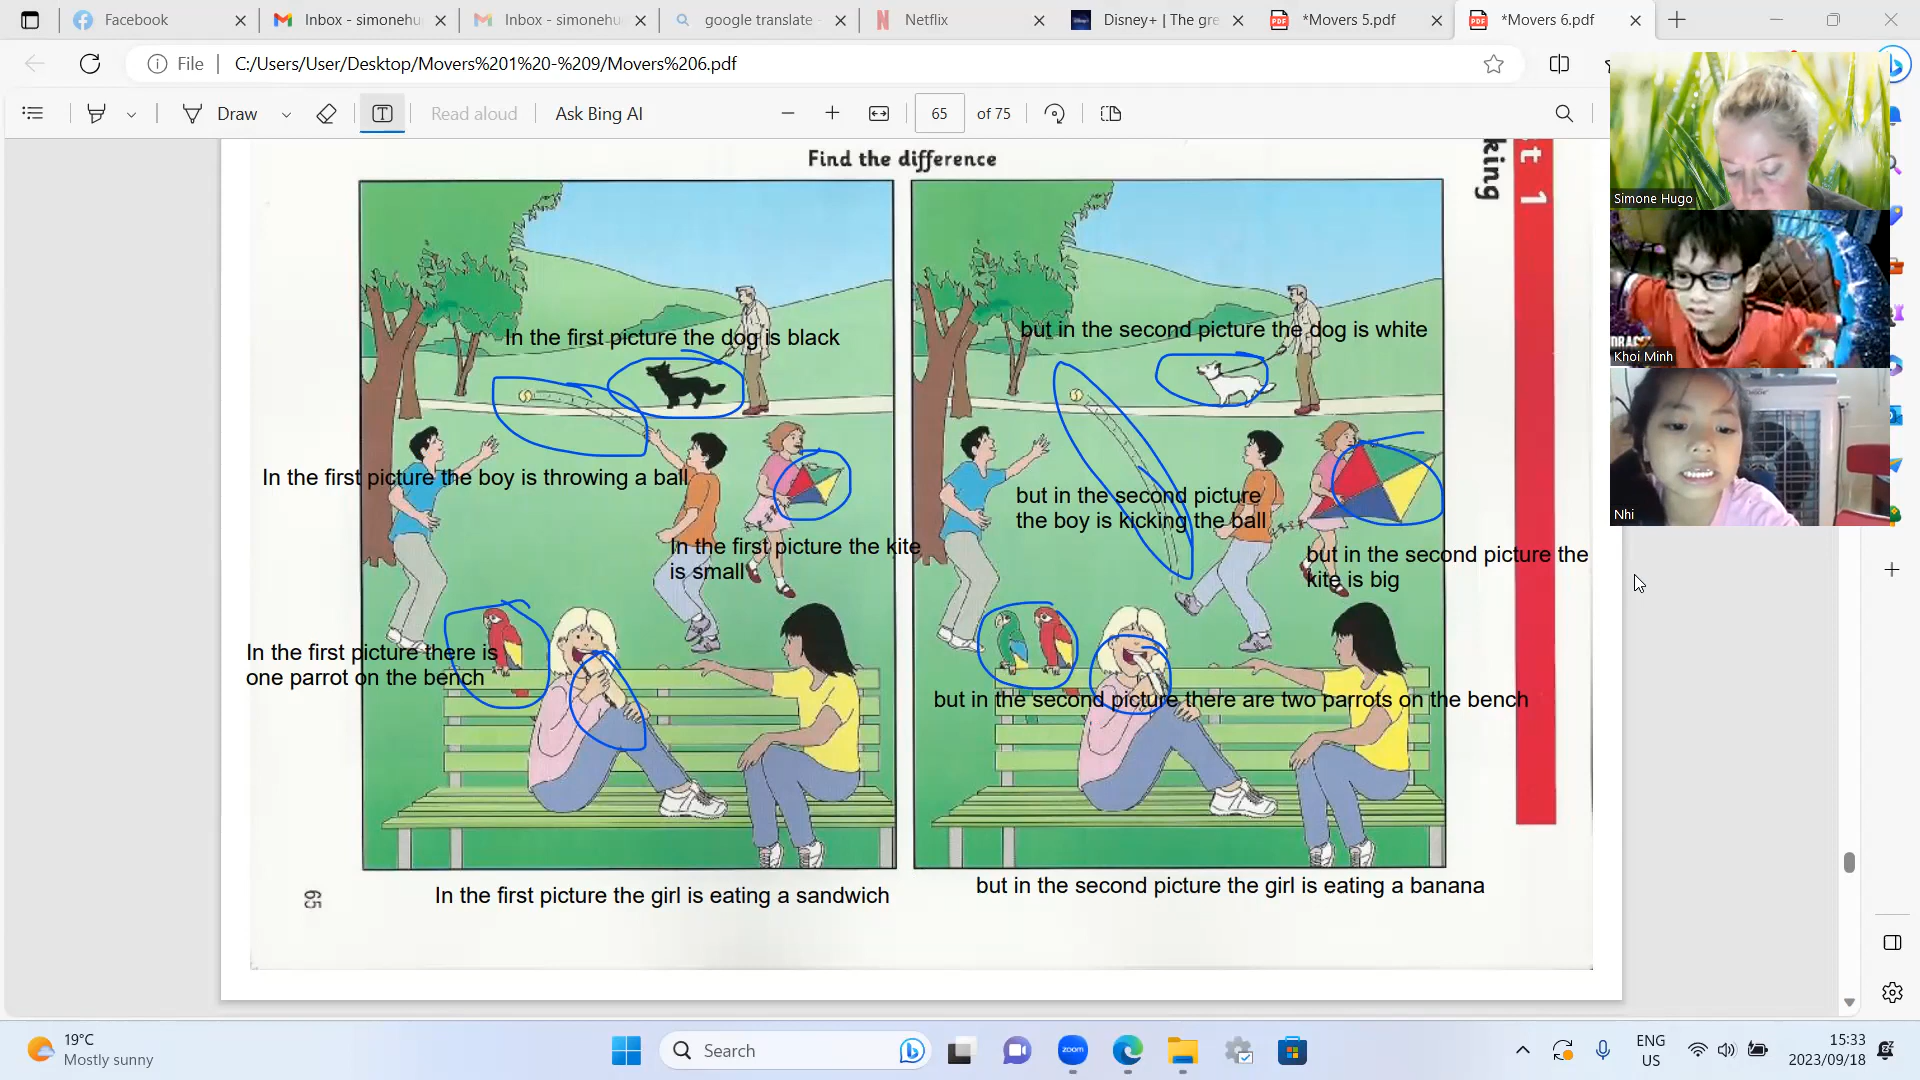 Facebook
Inbox - simonehu
Inbox - simonehu
google translate -
Netflix
Disney+ | The gre
*Movers 5.pdf
*Movers 6.pdf
File
C:/Users/User/Desktop/Movers%201%20-%209/Movers%206.pdf
Draw
Read aloud
Ask Bing AI
65
of 75
Find the difference
st 1
king
In the first picture the dog is black
but in the second picture the dog is white
In the first picture the boy is throwing a ball
but in the second picture
the boy is kicking the ball
In the first picture the kite
is small
but in the second picture the
kite is big
In the first picture there is
one parrot on the bench
but in the second picture there are two parrots on the bench
In the first picture the girl is eating a sandwich
but in the second picture the girl is eating a banana
65
Simone Hugo
Khoi Minh
Nhi
19°C
Mostly sunny
Search
zoom
ENG
US
15:33
2023/09/18